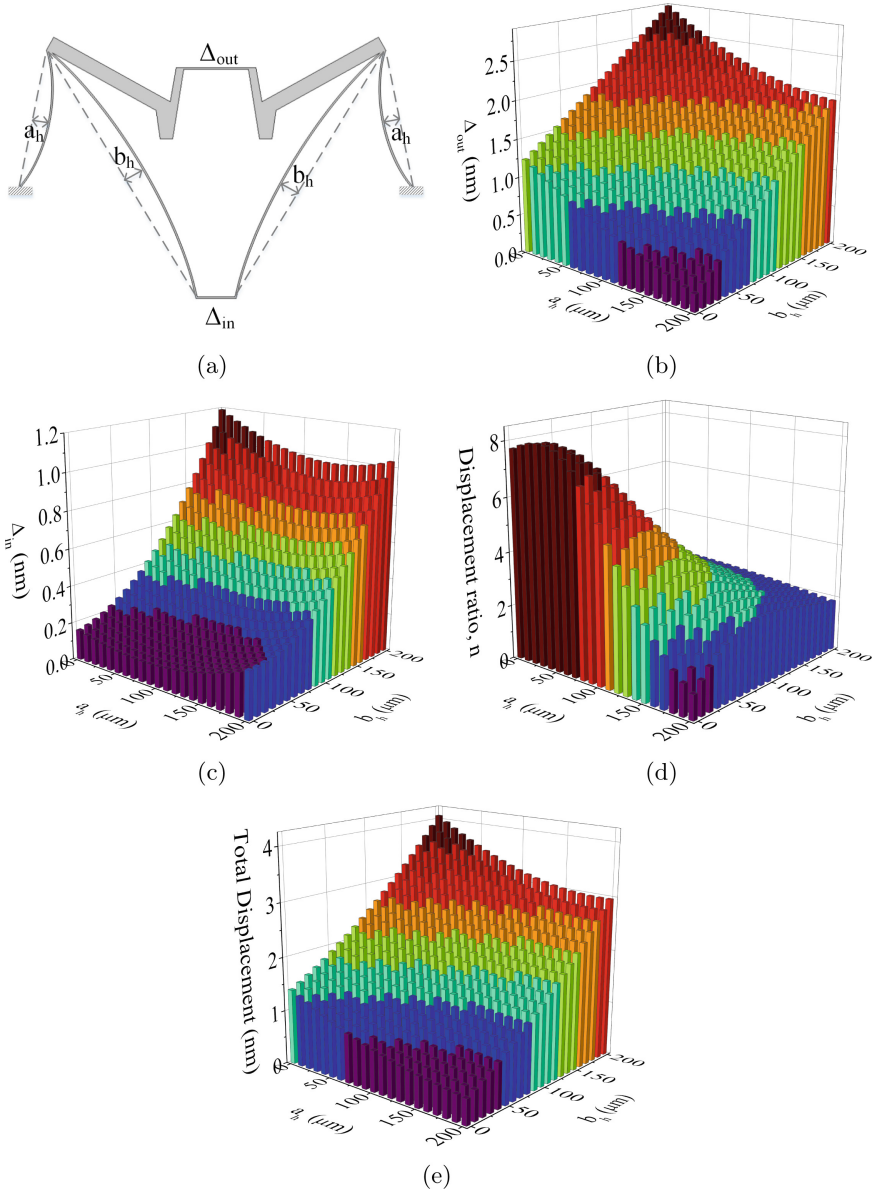 Δout
ah
ah
bh
bh
Δin
(a)
Δout (nm)
2.5
2.0
1.5
1.0
0.5
0.0
50
100
150
200
ah (μm)
0
50
100
150
200
bh (μm)
(b)
Δin (nm)
1.2
1.0
0.8
0.6
0.4
0.2
0.0
50
100
150
200
ah (μm)
0
50
100
150
200
bh (μm)
(c)
Displacement ratio, n
8
6
4
2
0
0
50
100
150
200
ah (μm)
0
50
100
150
200
bh (μm)
(d)
Total Displacement (nm)
4
3
2
1
0
0
50
100
150
200
ah (μm)
0
50
100
150
200
bh (μm)
(e)